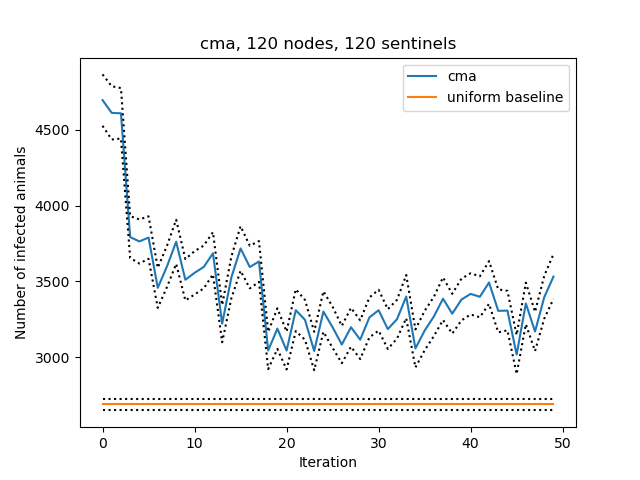 cma, 120 nodes, 120 sentinels
cma
uniform baseline
4500
4000
3500
3000
Number of infected animals
0 10 20 30 40 50
Iteration